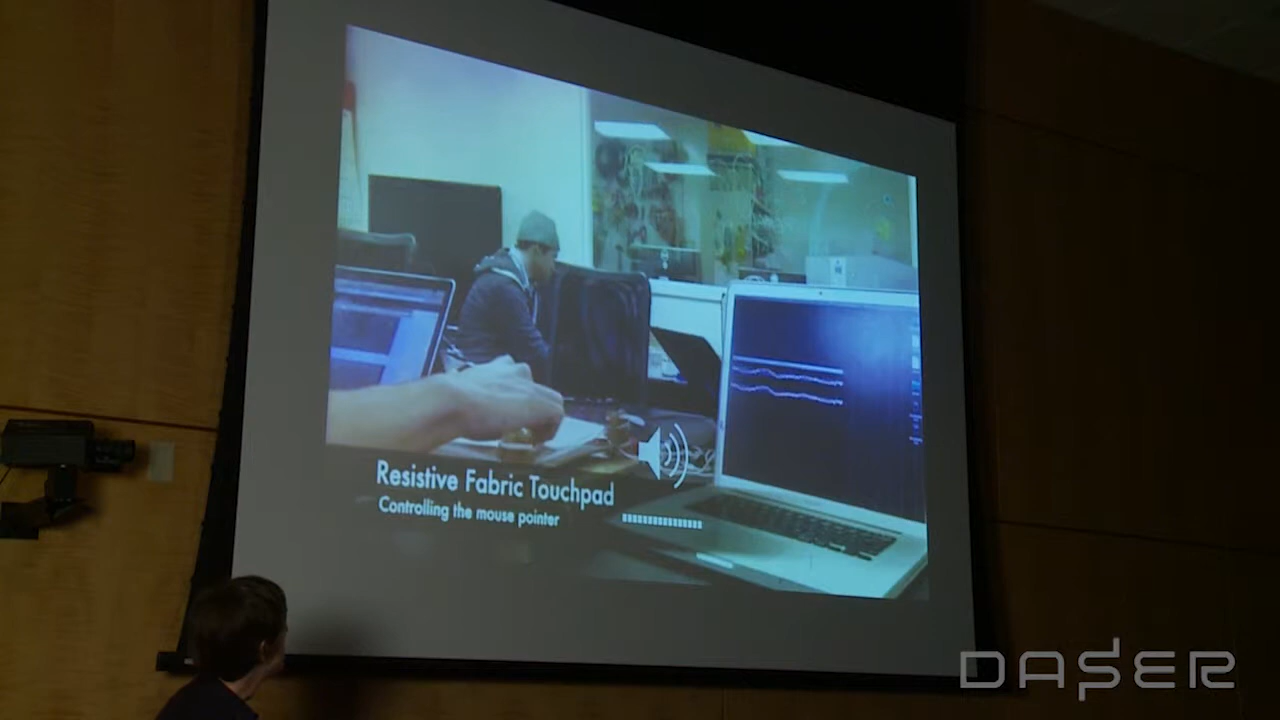 Resistive Fabric Touchpad
Controlling the mouse pointer
DASER